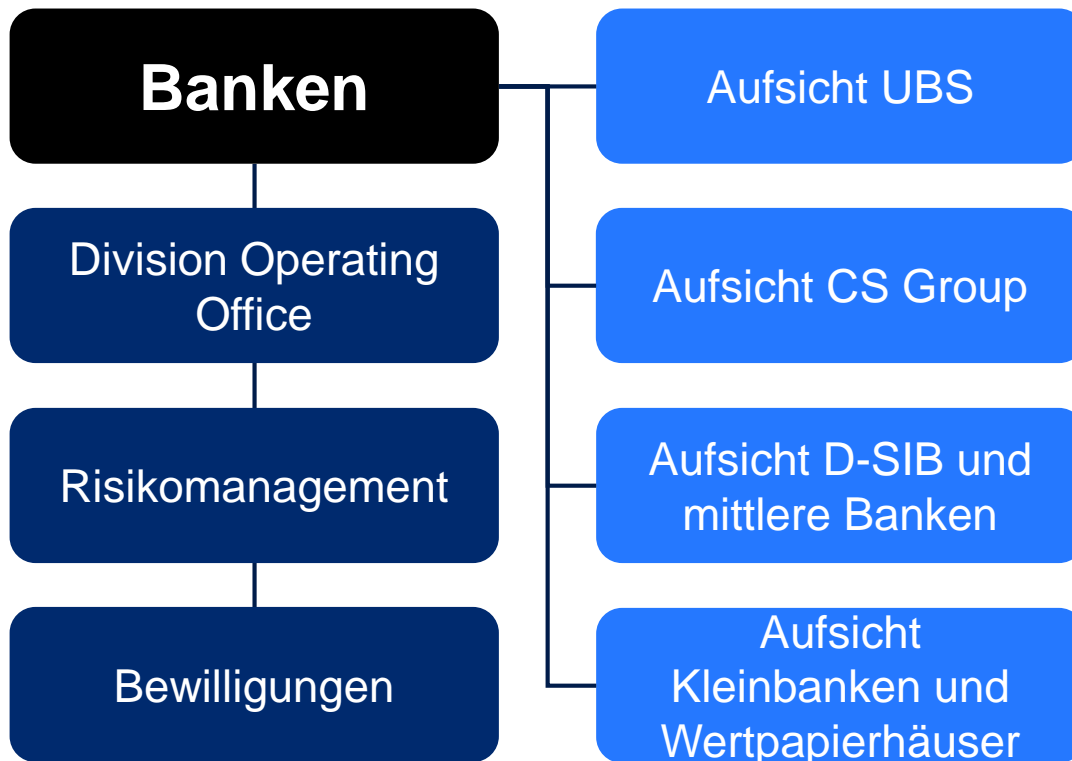 Banken
Division Operating
Office
Risikomanagement
Bewilligungen
Aufsicht UBS
Aufsicht CS Group
Aufsicht D-SIB und
mittlere Banken
Aufsicht
Kleinbanken und
Wertpapierhäuser